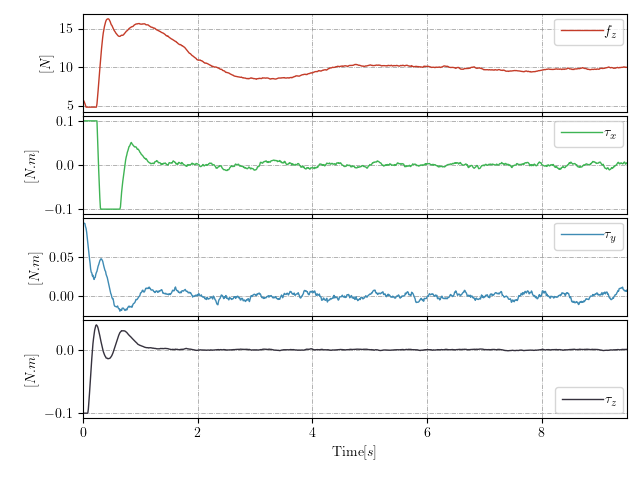 15
10
5
[N]
f_z
0.1
0.0
−0.1
[N.m]
τ_x
0.05
0.00
[N.m]
τ_y
0.0
−0.1
[N.m]
τ_z
0 2 4 6 8
Time[s]